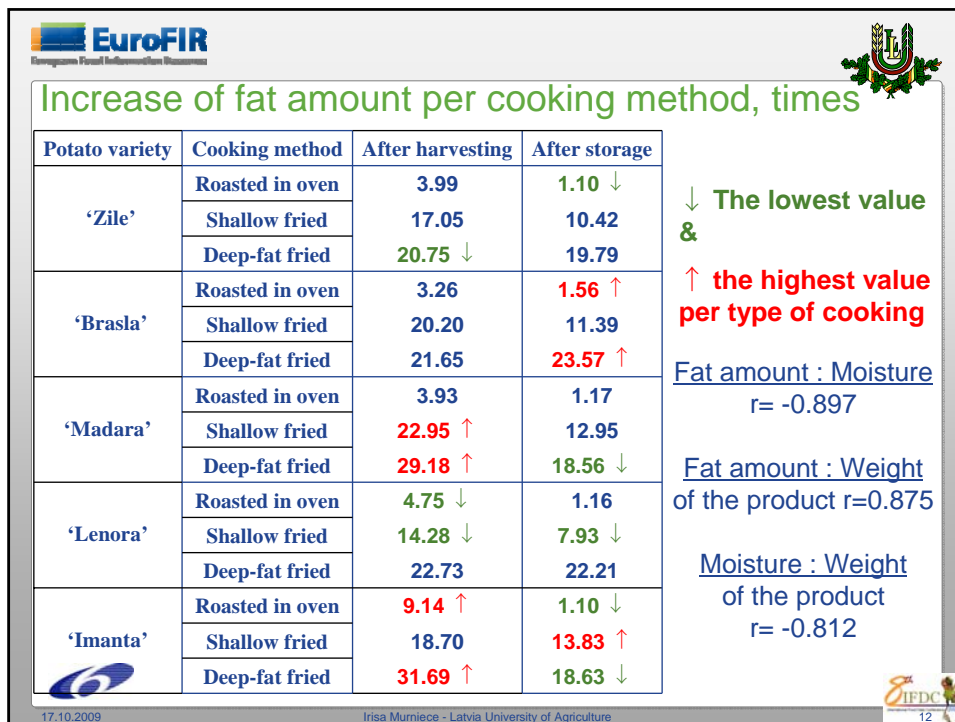 EuroFIR
European Food Information Resource
Increase of fat amount per cooking method, times
Potato variety Cooking method After harvesting After storage
‘Zile’
Roasted in oven 3.99 1.10 ↓
Shallow fried 17.05 10.42
Deep-fat fried 20.75 ↓ 19.79
‘Brasla’
Roasted in oven 3.26 1.56 ↑
Shallow fried 20.20 11.39
Deep-fat fried 21.65 23.57 ↑
‘Madara’
Roasted in oven 3.93 1.17
Shallow fried 22.95 ↑ 12.95
Deep-fat fried 29.18 ↑ 18.56 ↓
‘Lenora’
Roasted in oven 4.75 ↓ 1.16
Shallow fried 14.28 ↓ 7.93 ↓
Deep-fat fried 22.73 22.21
‘Imanta’
Roasted in oven 9.14 ↑ 1.10 ↓
Shallow fried 18.70 13.83 ↑
Deep-fat fried 31.69 ↑ 18.63 ↓
↓ The lowest value
&
↑ the highest value
per type of cooking
Fat amount : Moisture
r= -0.897
Fat amount : Weight
of the product r=0.875
Moisture : Weight
of the product
r= -0.812
17.10.2009
Irisa Murniece - Latvia University of Agriculture
8th IFDC
12